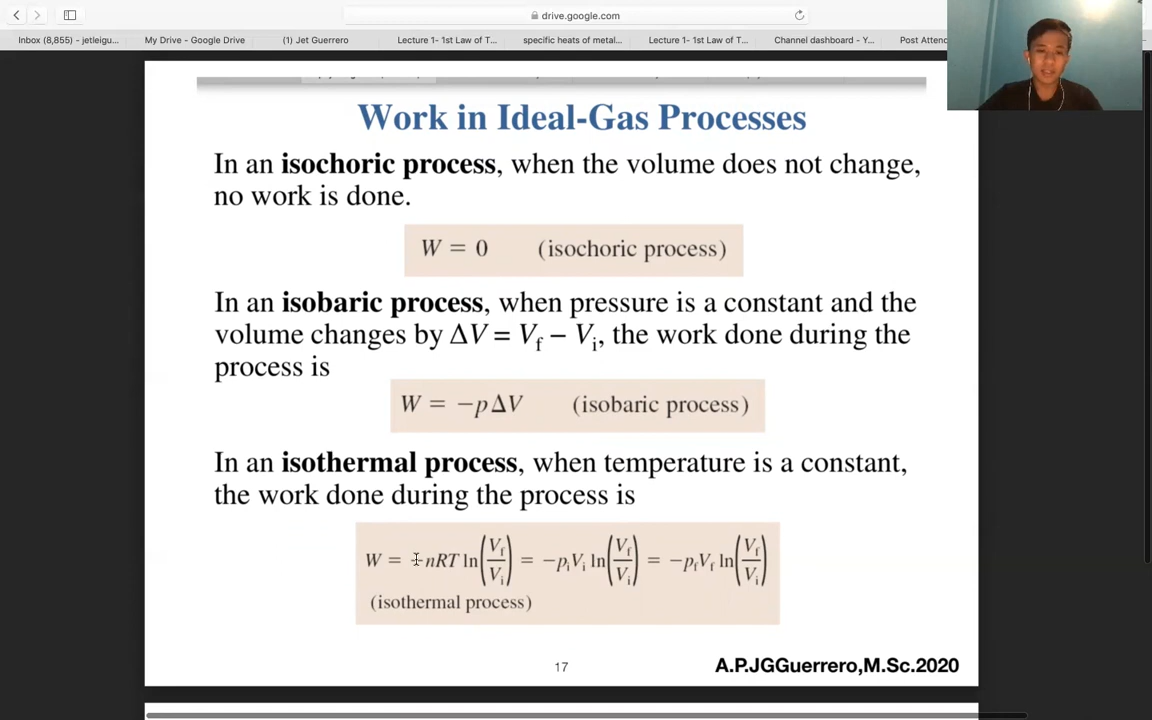 drive.google.com
Inbox (8,855) — jetleigu...
My Drive - Google Drive
(1) Jet Guerrero
Lecture 1- 1st Law of T...
specific heats of metal...
Lecture 1- 1st Law of T...
Channel dashboard - Y...
Post Attend
Work in Ideal-Gas Processes
In an isochoric process, when the volume does not change,
no work is done.
W = 0 (isochoric process)
In an isobaric process, when pressure is a constant and the
volume changes by ΔV = Vf − Vi, the work done during the
process is
W = −pΔV (isobaric process)
In an isothermal process, when temperature is a constant,
the work done during the process is
W = −nRT ln(Vf/Vi) = −piVi ln(Vf/Vi) = −pfVf ln(Vf/Vi)
(isothermal process)
17
A.P.JGGuerrero,M.Sc.2020